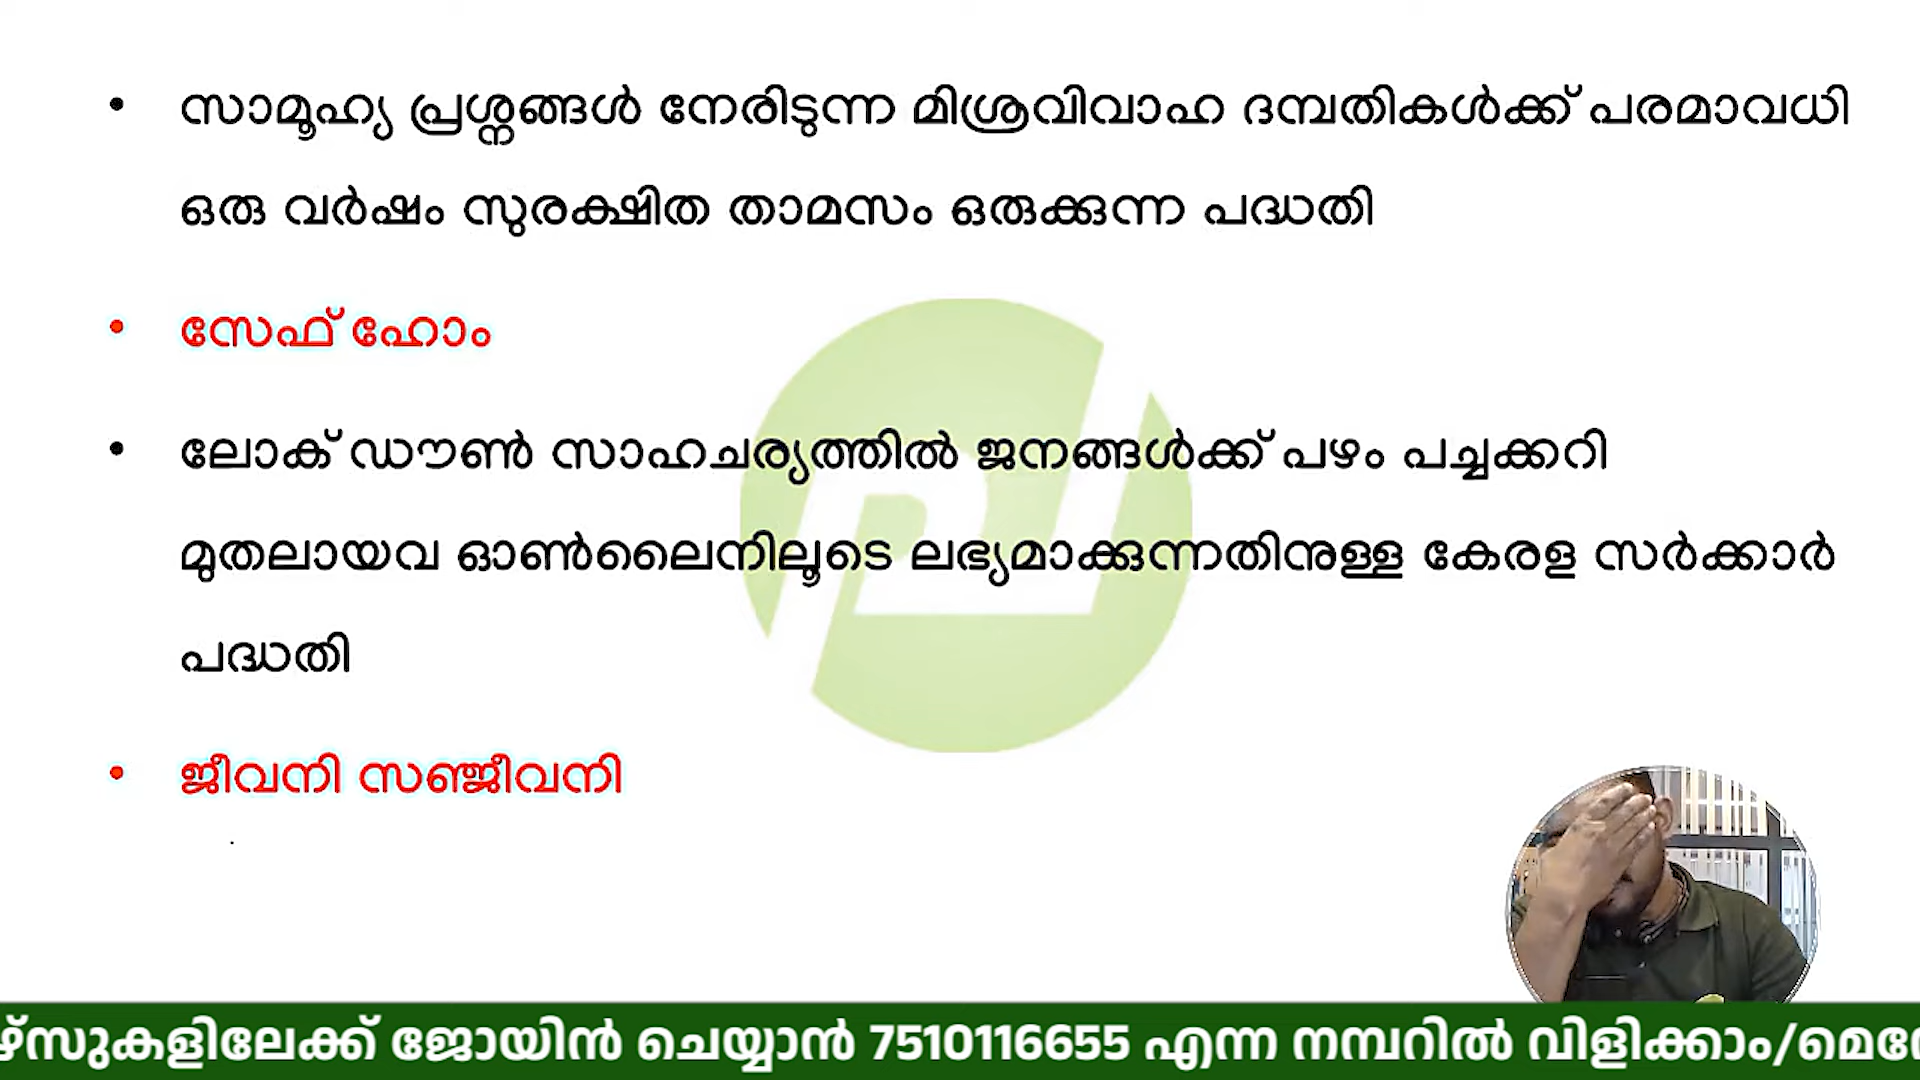 • സാമൂഹ്യ പ്രശ്നങ്ങൾ നേരിടുന്ന മിശ്രവിവാഹ ദമ്പതികൾക്ക് പരമാവധി
ഒരു വർഷം സുരക്ഷിത താമസം ഒരുക്കുന്ന പദ്ധതി
• സേഫ് ഹോം
• ലോക് ഡൗൺ സാഹചര്യത്തിൽ ജനങ്ങൾക്ക് പഴം പച്ചക്കറി
മുതലായവ ഓൺലൈനിലൂടെ ലഭ്യമാക്കുന്നതിനുള്ള കേരള സർക്കാർ
പദ്ധതി
• ജീവനി സഞ്ജീവനി
ജോയിൻ ചെയ്യാൻ 7510116655 എന്ന നമ്പറിൽ വിളിക്കാം/